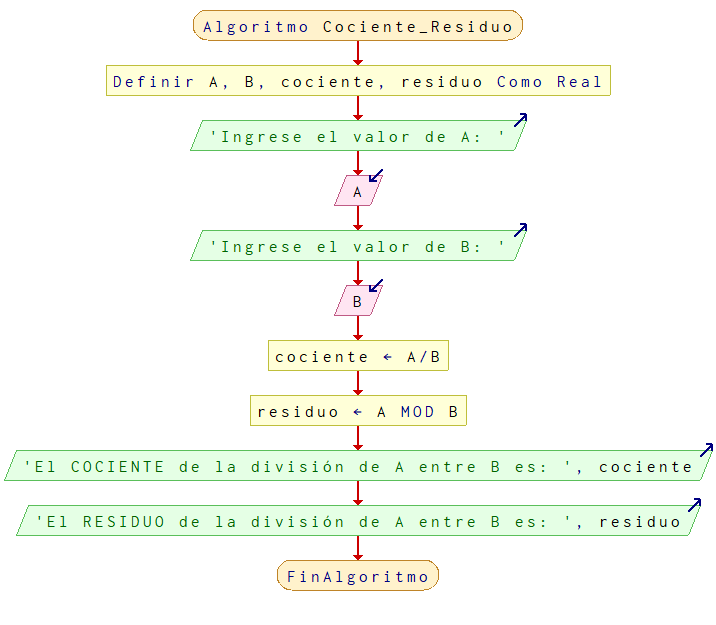 Algoritmo Cociente_Residuo
Definir A, B, cociente, residuo Como Real
'Ingrese el valor de A: '
A
'Ingrese el valor de B: '
B
cociente ← A/B
residuo ← A MOD B
'El COCIENTE de la división de A entre B es: ', cociente
'El RESIDUO de la división de A entre B es: ', residuo
FinAlgoritmo